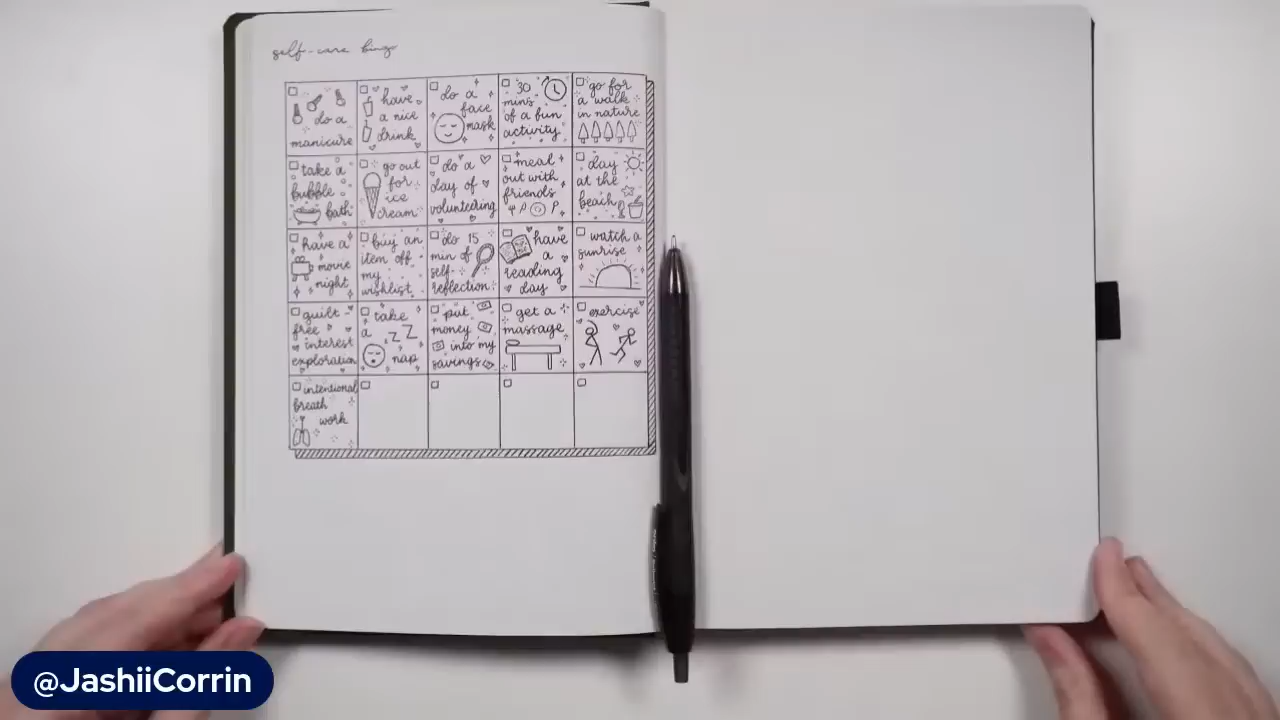 self-care bingo
do a
manicure
have
a nice
drink
do a
face
mask
30
mins
of a fun
activity
go for
a walk
in nature
take a
bubble
bath
go out
for
ice
cream
do a
day of
volunteering
meal
out with
friends
day
at the
beach
have a
movie
night
buy an
item off
my
wishlist
do 15
min of
self-
reflection
have
a
reading
day
watch a
sunrise
guilt
free
interest
exploration
take
a
zzz
nap
put
money
into my
savings
get a
massage
exercise
intentional
breath
work
@JashiiCorrin